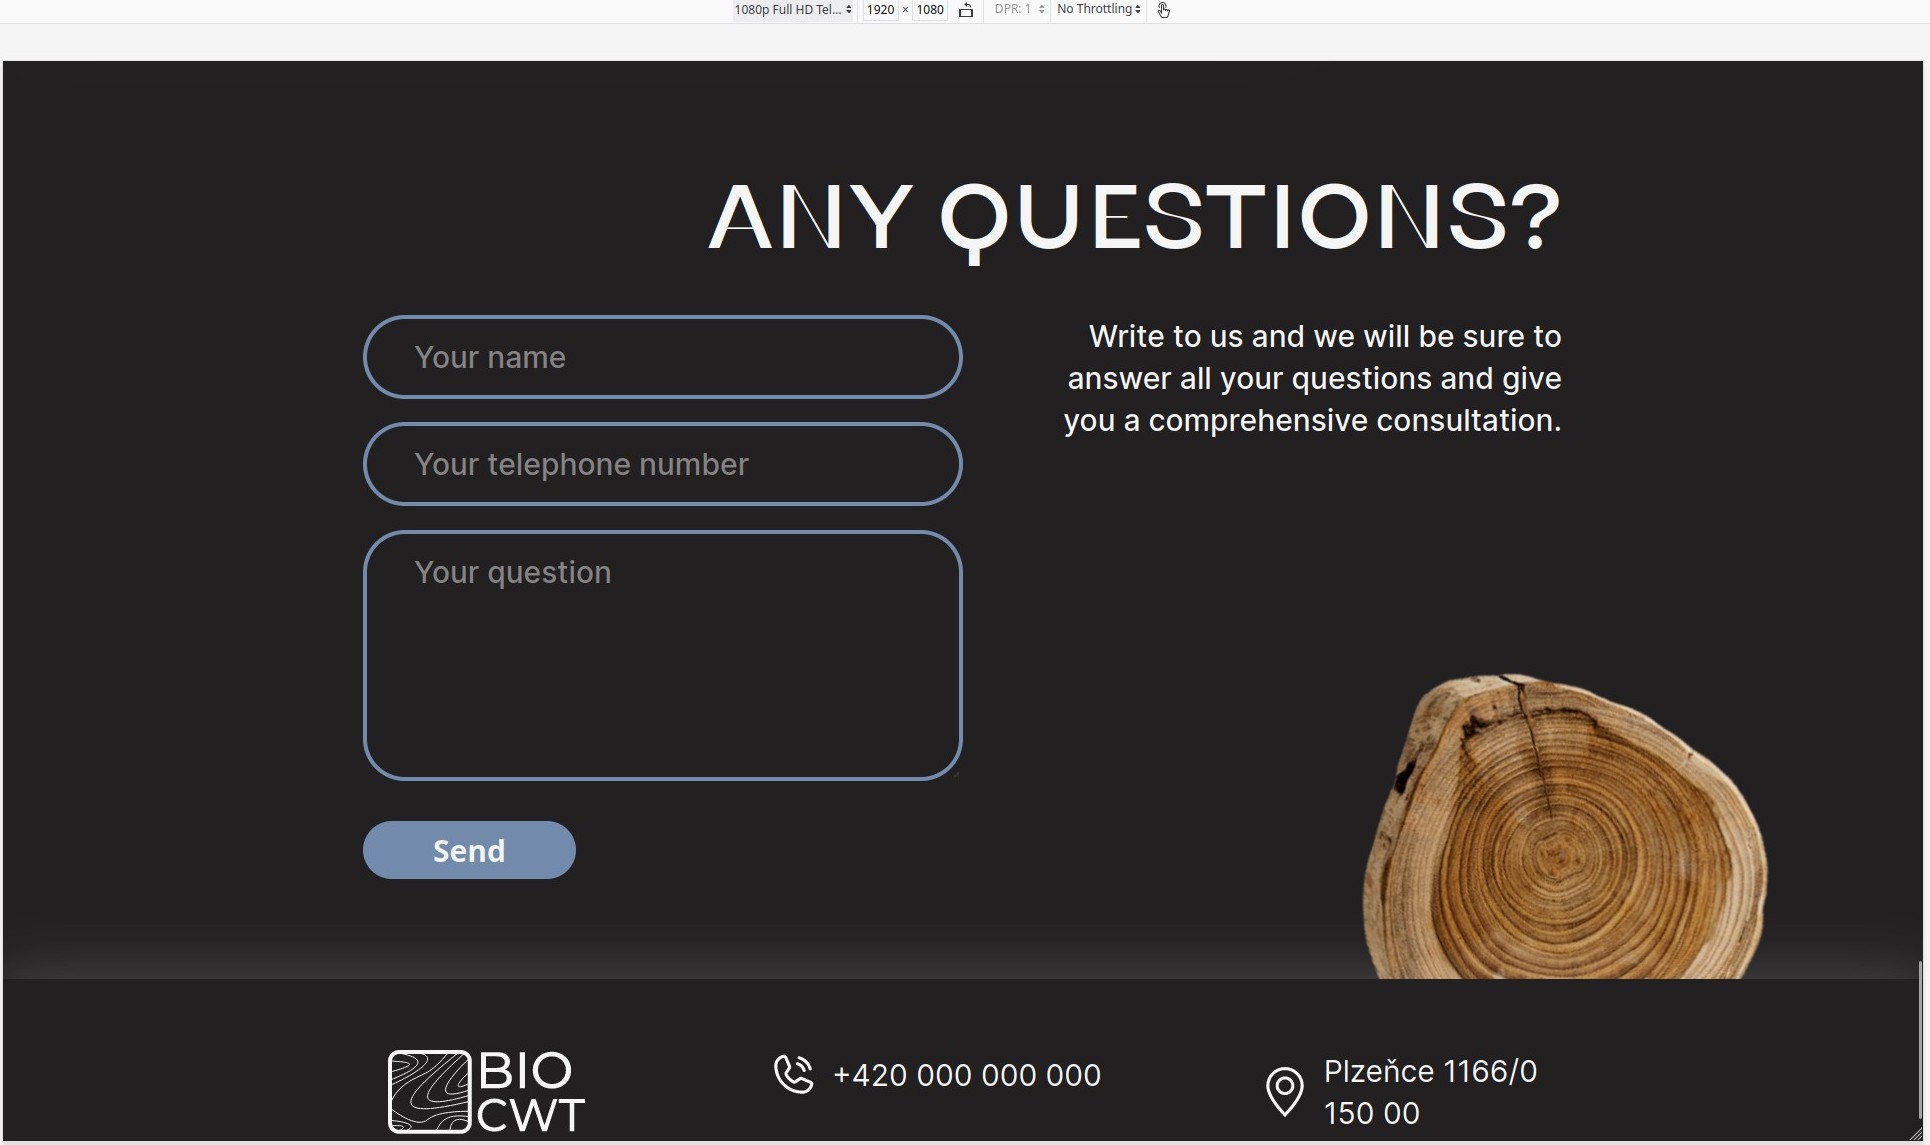 1080p Full HD Tel... 1920 × 1080 DPR: 1 No Throttling
ANY QUESTIONS?
Your name
Your telephone number
Your question
Send
Write to us and we will be sure to
answer all your questions and give
you a comprehensive consultation.
BIO
CWT
+420 000 000 000
Plzeňce 1166/0
150 00